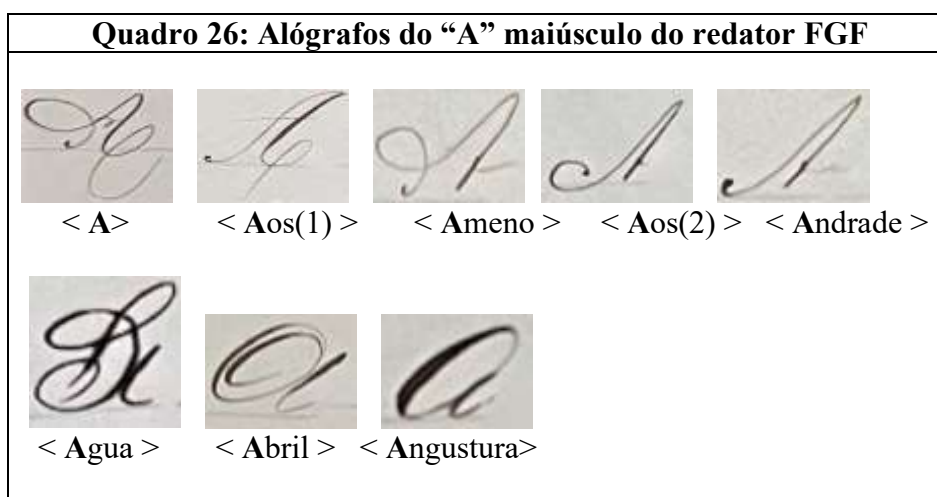 Quadro 26: Alógrafos do “A” maiúsculo do redator FGF
A A A A A
< A> < Aos(1) > < Ameno > < Aos(2) > < Andrade >
A A A
< Agua > < Abril > < Angustura>